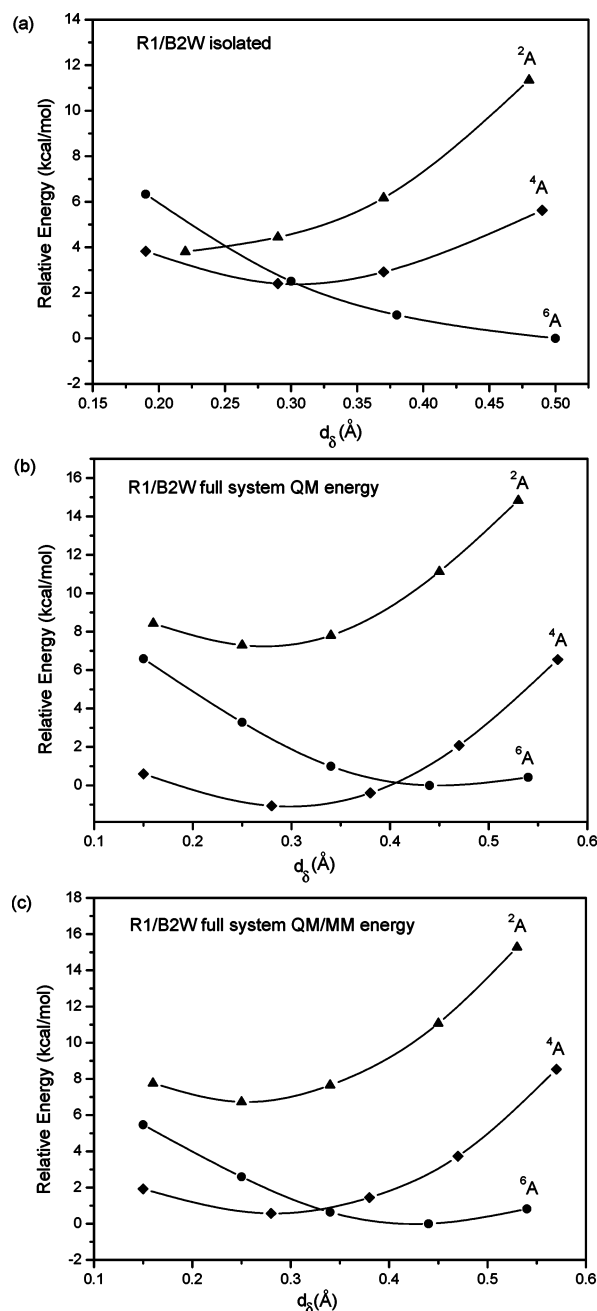 (a)
R1/B2W isolated
14
12
10
8
6
4
2
0
-2
Relative Energy (kcal/mol)
²A
⁴A
⁶A
0.15 0.20 0.25 0.30 0.35 0.40 0.45 0.50
dδ (Å)
(b)
R1/B2W full system QM energy
16
14
12
10
8
6
4
2
0
Relative Energy (kcal/mol)
²A
⁴A
⁶A
0.1 0.2 0.3 0.4 0.5 0.6
dδ (Å)
(c)
R1/B2W full system QM/MM energy
18
16
14
12
10
8
6
4
2
0
-2
Relative Energy (kcal/mol)
²A
⁴A
⁶A
0.1 0.2 0.3 0.4 0.5 0.6
dδ (Å)